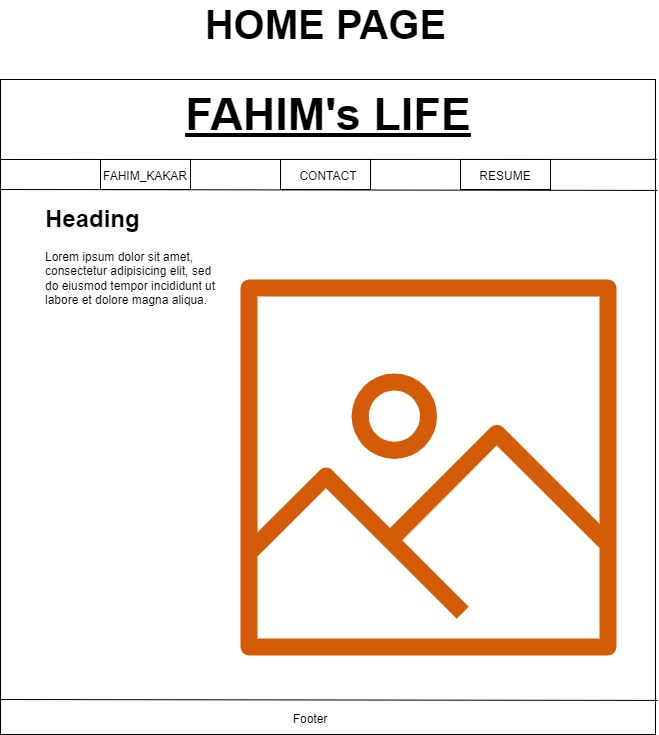 HOME PAGE
FAHIM's LIFE
FAHIM_KAKAR CONTACT RESUME
Heading
Lorem ipsum dolor sit amet,
consectetur adipisicing elit, sed
do eiusmod tempor incididunt ut
labore et dolore magna aliqua.
Footer